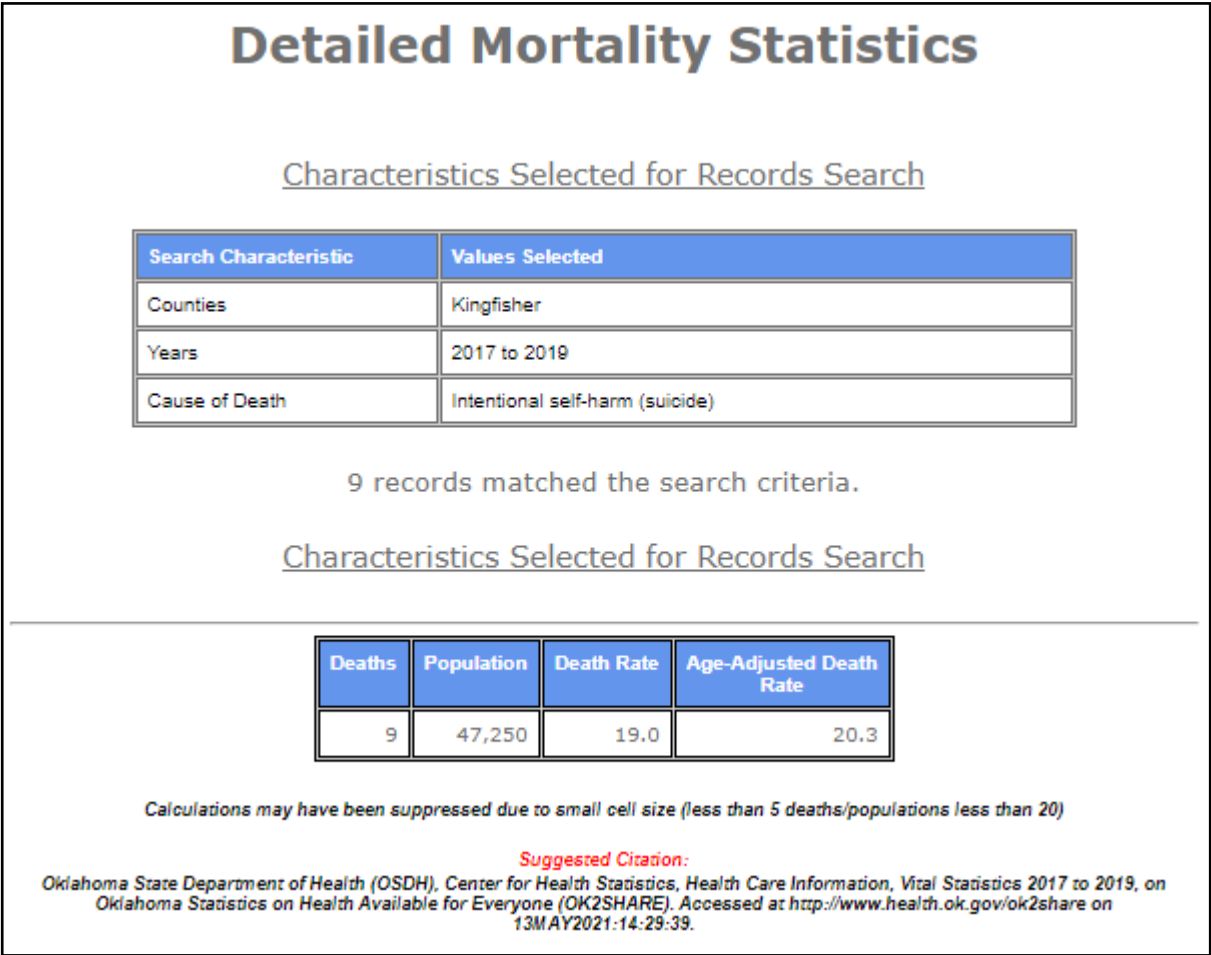 Detailed Mortality Statistics
Characteristics Selected for Records Search
Search Characteristic Values Selected
Counties Kingfisher
Years 2017 to 2019
Cause of Death Intentional self-harm (suicide)
9 records matched the search criteria.
Characteristics Selected for Records Search
Deaths Population Death Rate Age-Adjusted Death
Rate
9 47,250 19.0 20.3
Calculations may have been suppressed due to small cell size (less than 5 deaths/populations less than 20)
Suggested Citation:
Oklahoma State Department of Health (OSDH), Center for Health Statistics, Health Care Information, Vital Statistics 2017 to 2019, on
Oklahoma Statistics on Health Available for Everyone (OK2SHARE). Accessed at http://www.health.ok.gov/ok2share on
13MAY2021:14:29:39.